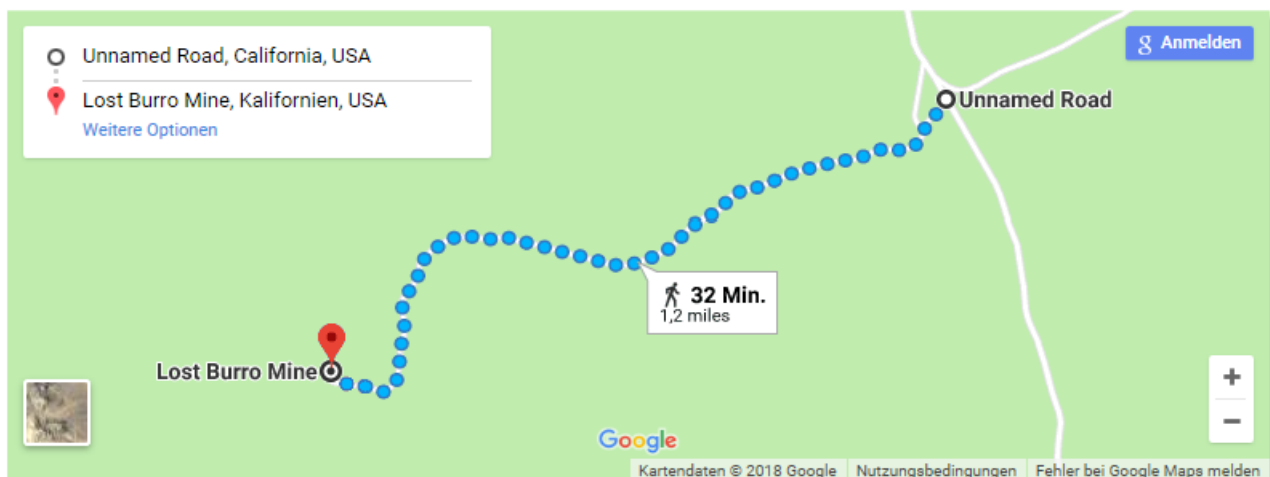 Unnamed Road, California, USA
Lost Burro Mine, Kalifornien, USA
Weitere Optionen
g Anmelden
Unnamed Road
32 Min.
1,2 miles
Lost Burro Mine
+
−
Google
Kartendaten © 2018 Google Nutzungsbedingungen Fehler bei Google Maps melden